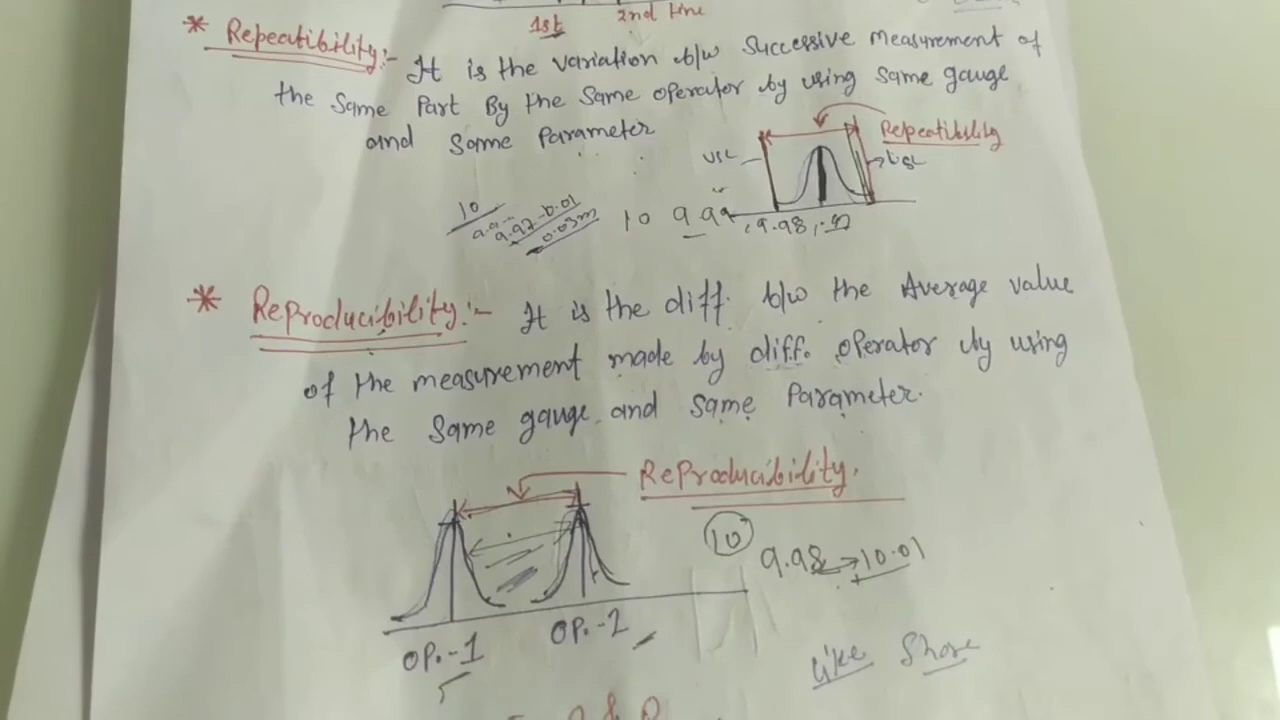 1st 2nd time
* Repeatibility:- It is the variation b/w successive measurement of
the same Part By the same operator by using same gauge
and same Parameter
Repeatibility
USL
LSL
10
9.97-0.01
0.03m
10 9.99, 9.98, .97
* Reproducibility:- It is the diff. b/w the Average value
of the measurement made by diff. operator by using
the same gauge and same Parameter.
Reproducibility.
10
9.98 → 10.01
OP.-1 OP.-2
Like Share